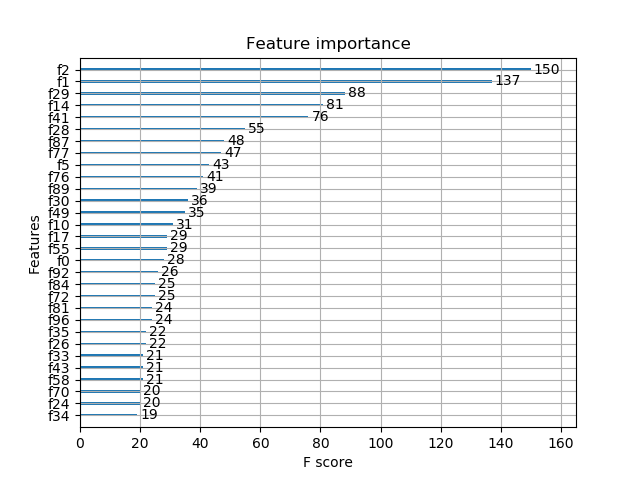 Feature importance
f2 150
f1 137
f29 88
f14 81
f41 76
f28 55
f87 48
f77 47
f5 43
f76 41
f89 39
f30 36
f49 35
f10 31
f17 29
f55 29
f0 28
f92 26
f84 25
f72 25
f81 24
f96 24
f35 22
f26 22
f33 21
f43 21
f58 21
f70 20
f24 20
f34 19
Features
0 20 40 60 80 100 120 140 160
F score